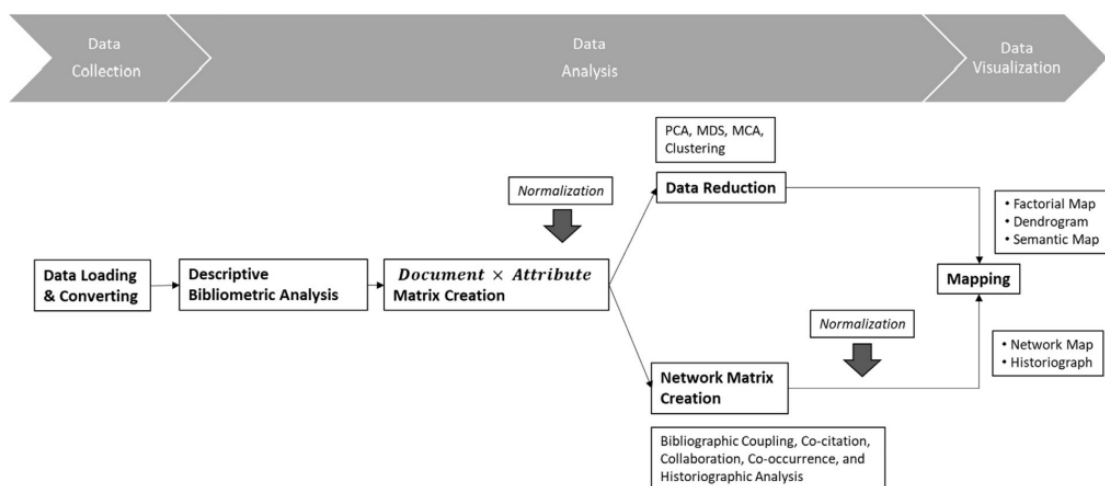 Data
Collection
Data
Analysis
Data
Visualization
PCA, MDS, MCA,
Clustering
Normalization
Data Reduction
• Factorial Map
• Dendrogram
• Semantic Map
Data Loading
& Converting
Descriptive
Bibliometric Analysis
Document × Attribute
Matrix Creation
Mapping
Normalization
• Network Map
• Historiograph
Network Matrix
Creation
Bibliographic Coupling, Co-citation,
Collaboration, Co-occurrence, and
Historiographic Analysis